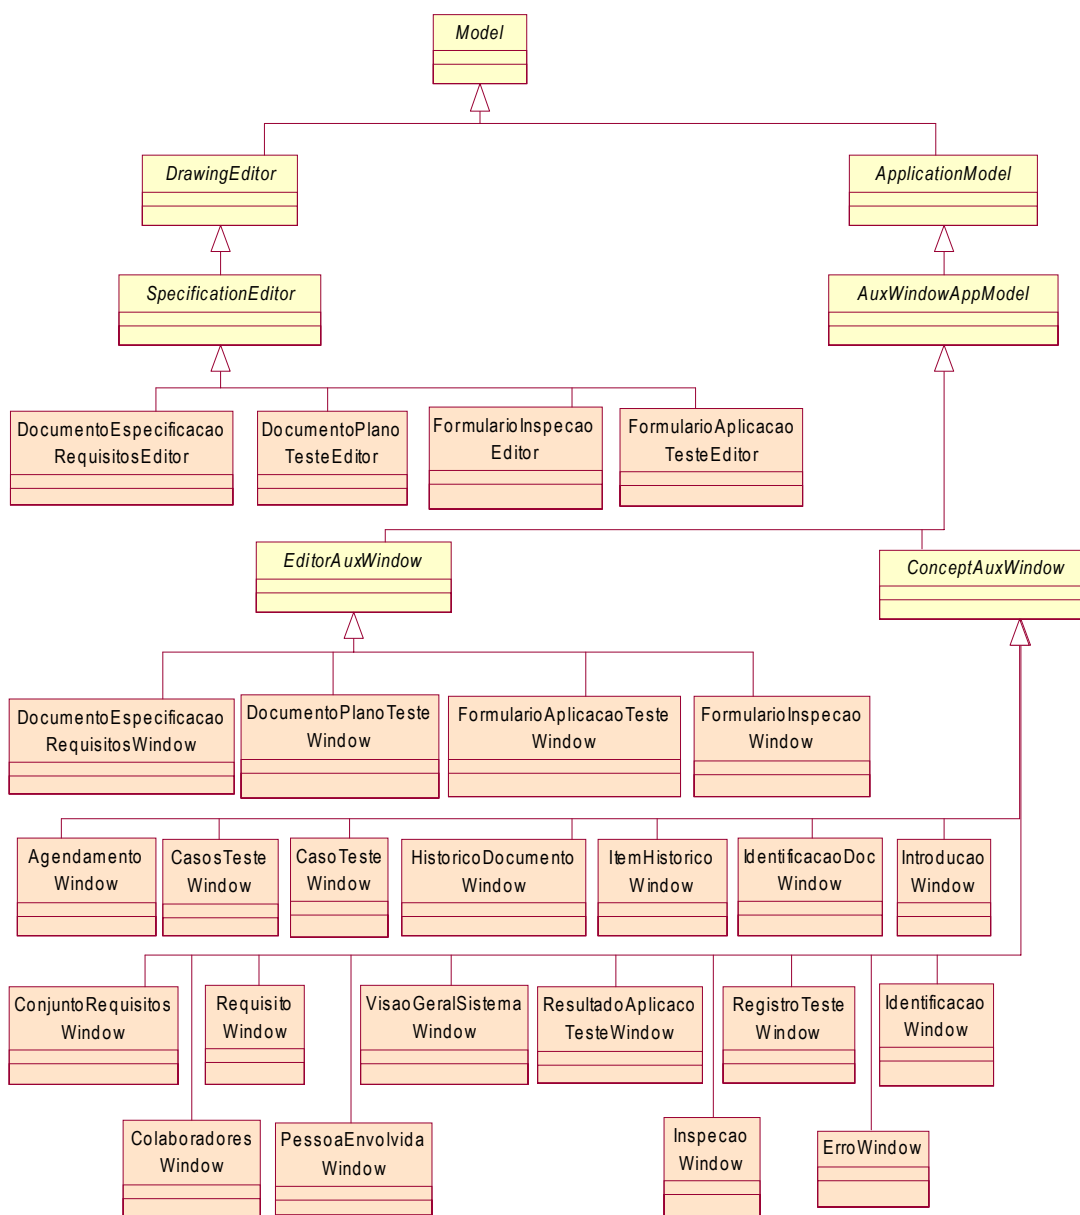 Model
DrawingEditor
ApplicationModel
SpecificationEditor
AuxWindowAppModel
DocumentoEspecificacao
RequisitosEditor
DocumentoPlano
TesteEditor
FormularioInspecao
Editor
FormularioAplicacao
TesteEditor
EditorAuxWindow
ConceptAuxWindow
DocumentoEspecificacao
RequisitosWindow
DocumentoPlanoTeste
Window
FormularioAplicacaoTeste
Window
FormularioInspecao
Window
Agendamento
Window
CasosTeste
Window
CasoTeste
Window
HistoricoDocumento
Window
ItemHistorico
Window
IdentificacaoDoc
Window
Introducao
Window
ConjuntoRequisitos
Window
Requisito
Window
VisaoGeralSistema
Window
ResultadoAplicaco
TesteWindow
RegistroTeste
Window
Identificacao
Window
Colaboradores
Window
PessoaEnvolvida
Window
Inspecao
Window
ErroWindow